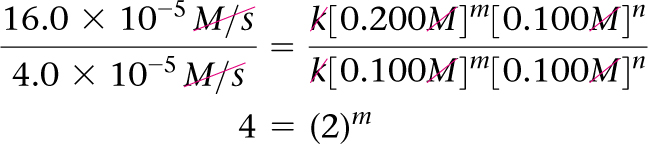 16.0 × 10⁻⁵ M/s / 4.0 × 10⁻⁵ M/s = k[0.200M]ᵐ[0.100M]ⁿ / k[0.100M]ᵐ[0.100M]ⁿ
4 = (2)ᵐ